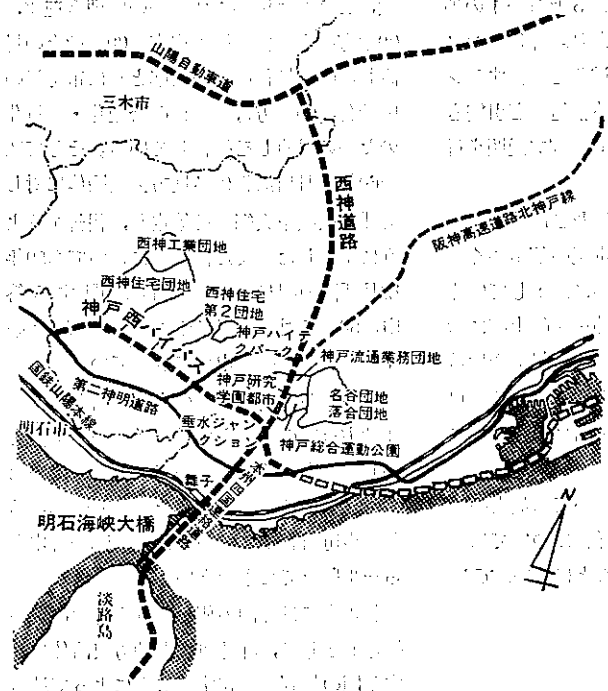 山陽自動車道
三木市
西神道路
阪神高速道路北神戸線
西神工業団地
西神住宅団地
西神住宅
第2団地
神戸西バイパス
神戸ハイテ
クパーク
神戸流通業務団地
神戸研究
学園都市
名谷団地
落合団地
第二神明道路
国鉄山陽本線
垂水ジャン
クション
明石市
神戸総合運動公園
舞子
本州四国連絡道路
明石海峡大橋
淡路島
N